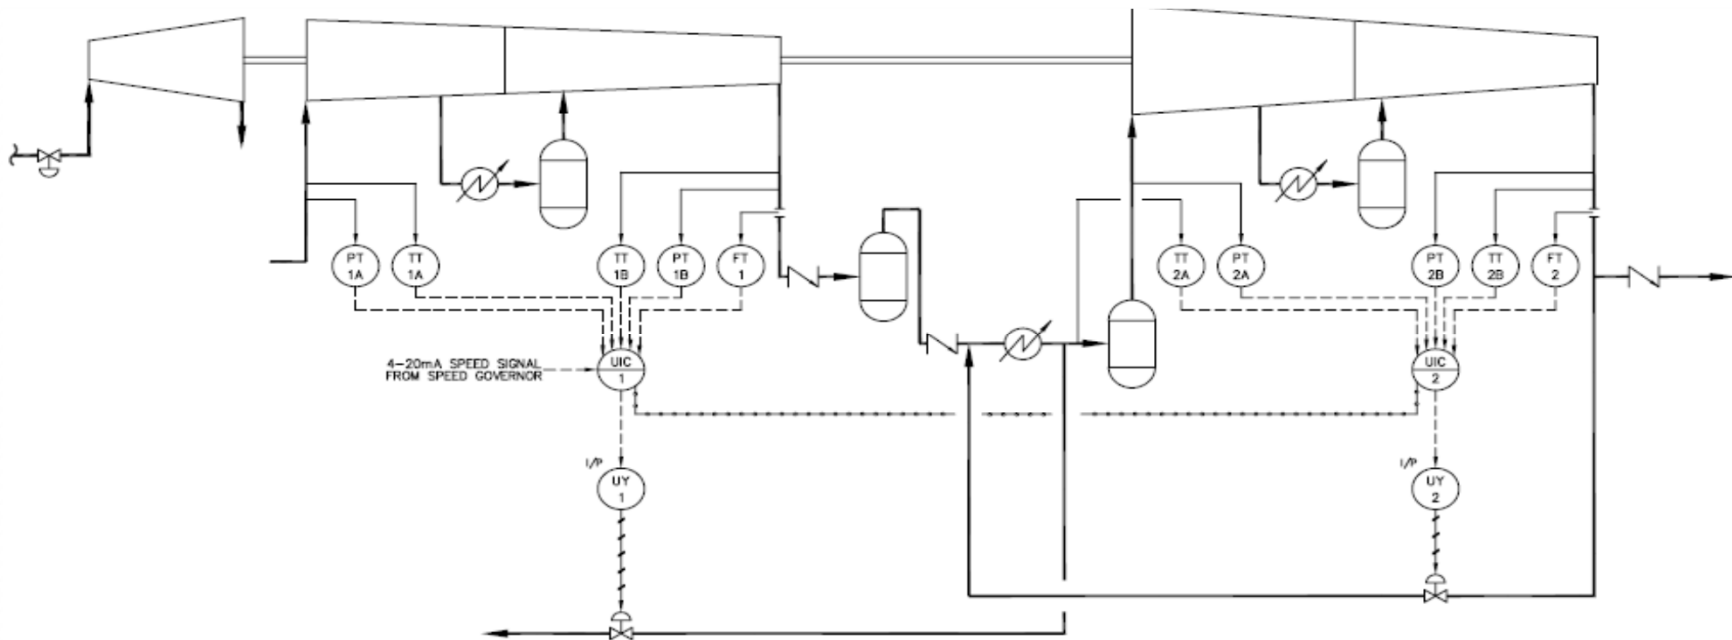 PT
1A
TT
1A
TT
1B
PT
1B
FT
1
TT
2A
PT
2A
PT
2B
TT
2B
FT
2
4-20mA SPEED SIGNAL
FROM SPEED GOVERNOR
UIC
1
UIC
2
I/P
UY
1
I/P
UY
2